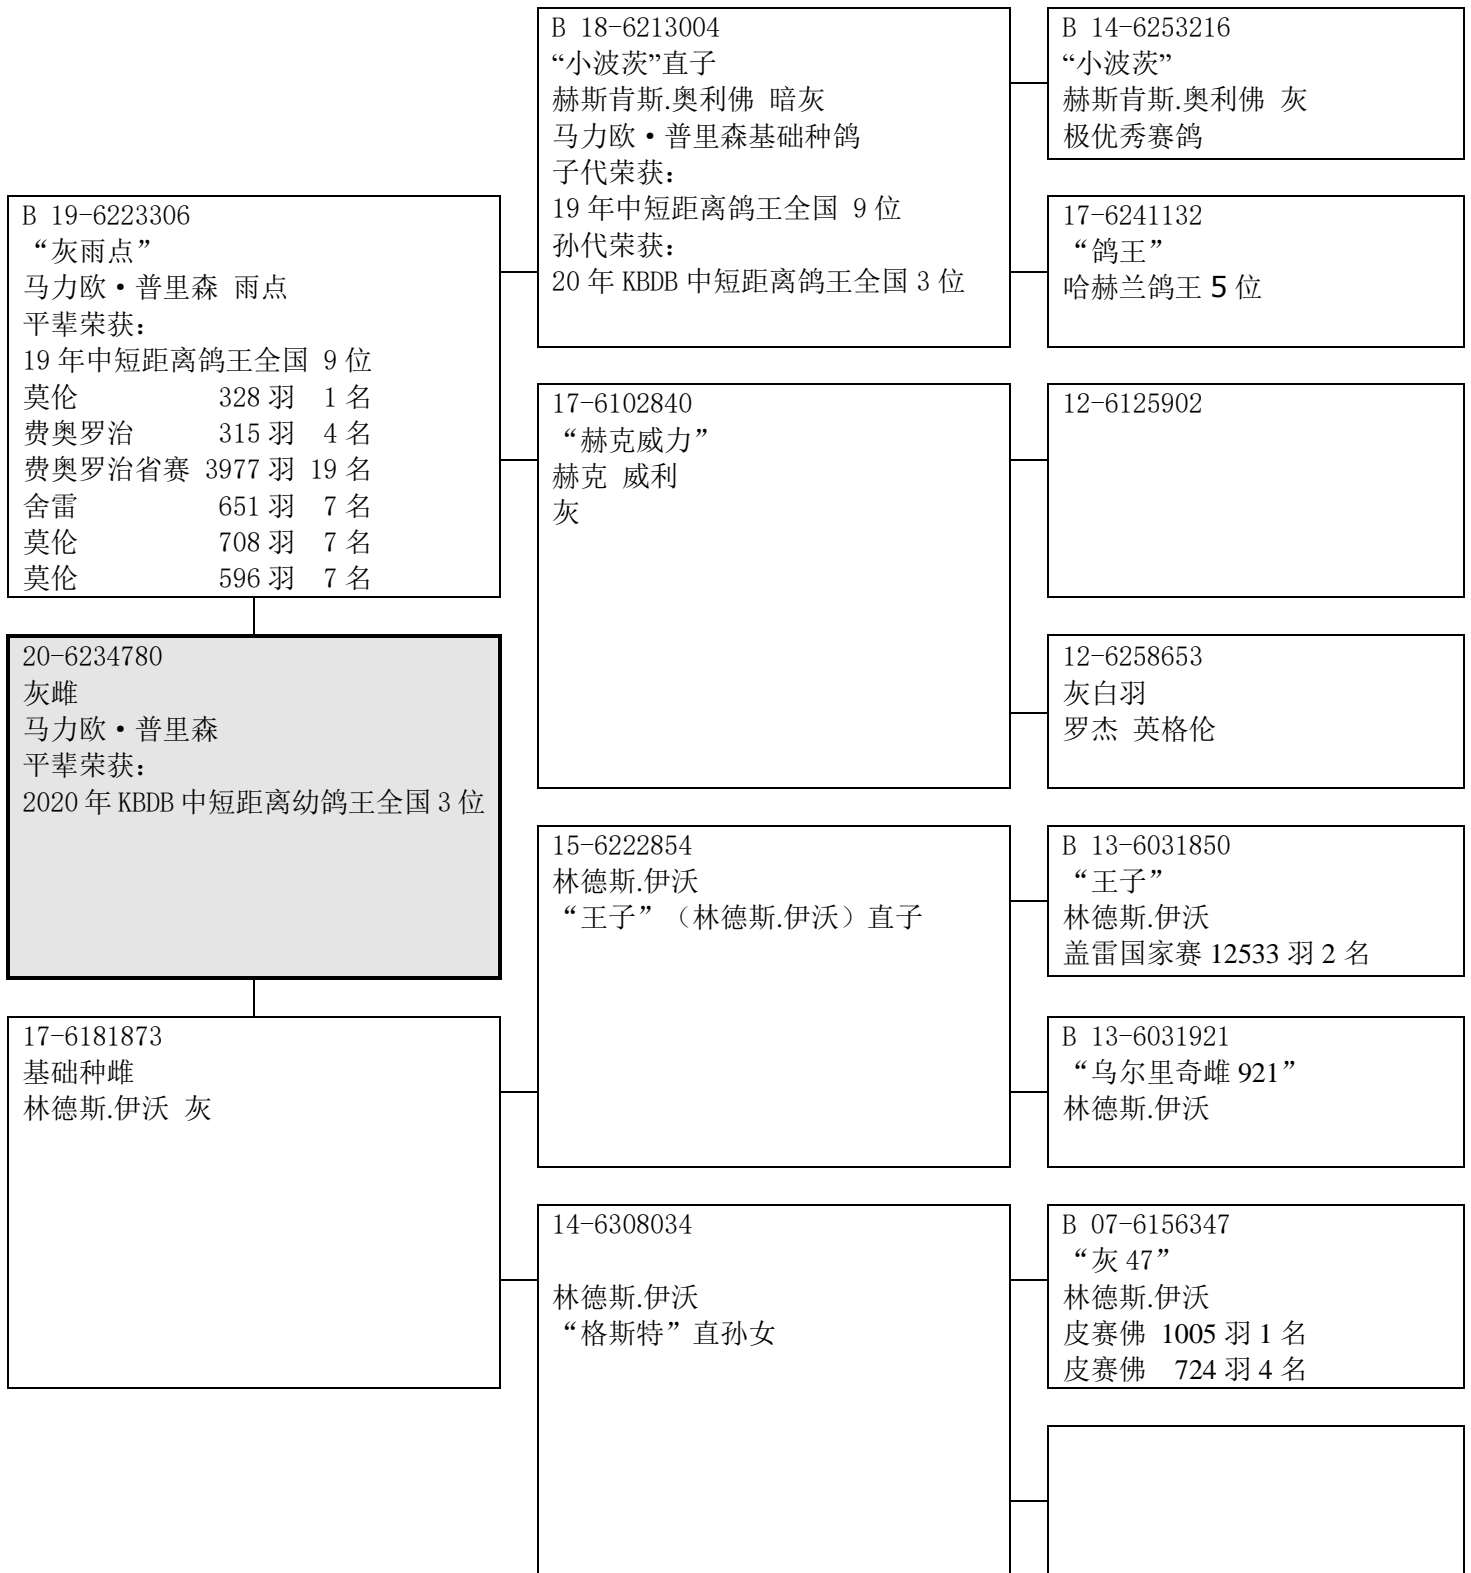 B 19-6223306
“灰雨点”
马力欧·普里森 雨点
平辈荣获：
19 年中短距离鸽王全国 9 位
莫伦 328 羽 1 名
费奥罗治 315 羽 4 名
费奥罗治省赛 3977 羽 19 名
舍雷 651 羽 7 名
莫伦 708 羽 7 名
莫伦 596 羽 7 名
20-6234780
灰雌
马力欧·普里森
平辈荣获：
2020 年 KBDB 中短距离幼鸽王全国 3 位
17-6181873
基础种雌
林德斯.伊沃 灰
B 18-6213004
“小波茨”直子
赫斯肯斯.奥利佛 暗灰
马力欧·普里森基础种鸽
子代荣获：
19 年中短距离鸽王全国 9 位
孙代荣获：
20 年 KBDB 中短距离鸽王全国 3 位
17-6102840
“赫克威力”
赫克 威利
灰
15-6222854
林德斯.伊沃
“王子”（林德斯.伊沃）直子
14-6308034
林德斯.伊沃
“格斯特”直孙女
B 14-6253216
“小波茨”
赫斯肯斯.奥利佛 灰
极优秀赛鸽
17-6241132
“鸽王”
哈赫兰鸽王 5 位
12-6125902
12-6258653
灰白羽
罗杰 英格伦
B 13-6031850
“王子”
林德斯.伊沃
盖雷国家赛 12533 羽 2 名
B 13-6031921
“乌尔里奇雌 921”
林德斯.伊沃
B 07-6156347
“灰 47”
林德斯.伊沃
皮赛佛 1005 羽 1 名
皮赛佛 724 羽 4 名